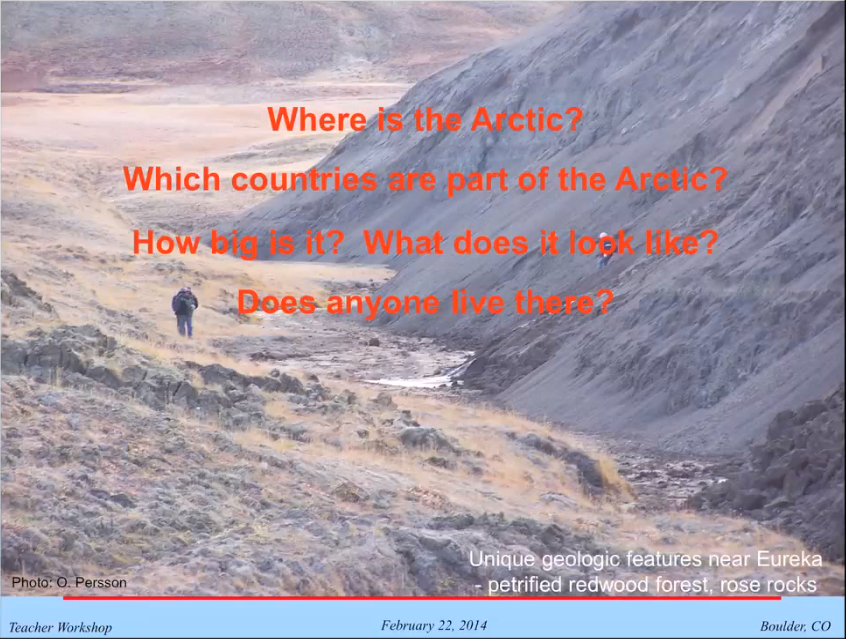 Where is the Arctic?
Which countries are part of the Arctic?
How big is it?  What does it look like?
Does anyone live there?
Unique geologic features near Eureka
- petrified redwood forest, rose rocks
Photo: O. Persson
Teacher Workshop
February 22, 2014
Boulder, CO